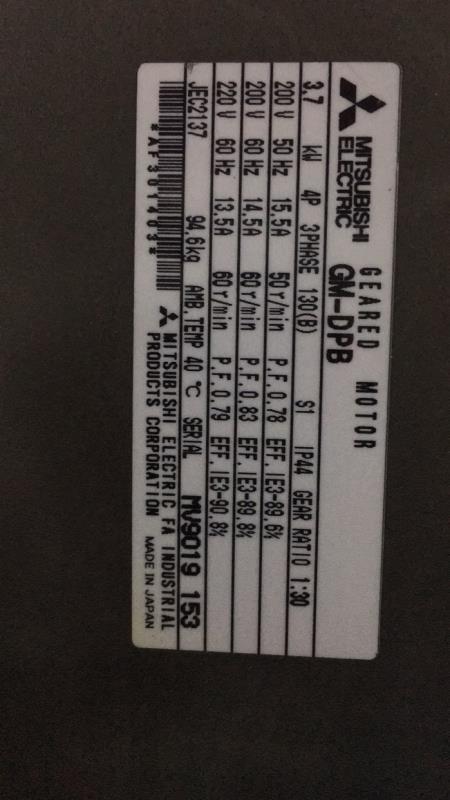 MITSUBISHI ELECTRIC GEARED MOTOR
GM-DPB
3.7 kW 4P 3PHASE 130(B) S1 IP44 GEAR RATIO 1:30
200 V 50 Hz 15.5A 50r/min P.F.0.78 EFF.IE3-89.6%
200 V 60 Hz 14.5A 60r/min P.F.0.83 EFF.IE3-89.8%
220 V 60 Hz 13.5A 60r/min P.F.0.79 EFF.IE3-90.8%
JEC2137 94.6kg AMB.TEMP 40 ℃ SERIAL MV9019 153
*AF301403*
MITSUBISHI ELECTRIC FA INDUSTRIAL
PRODUCTS CORPORATION MADE IN JAPAN